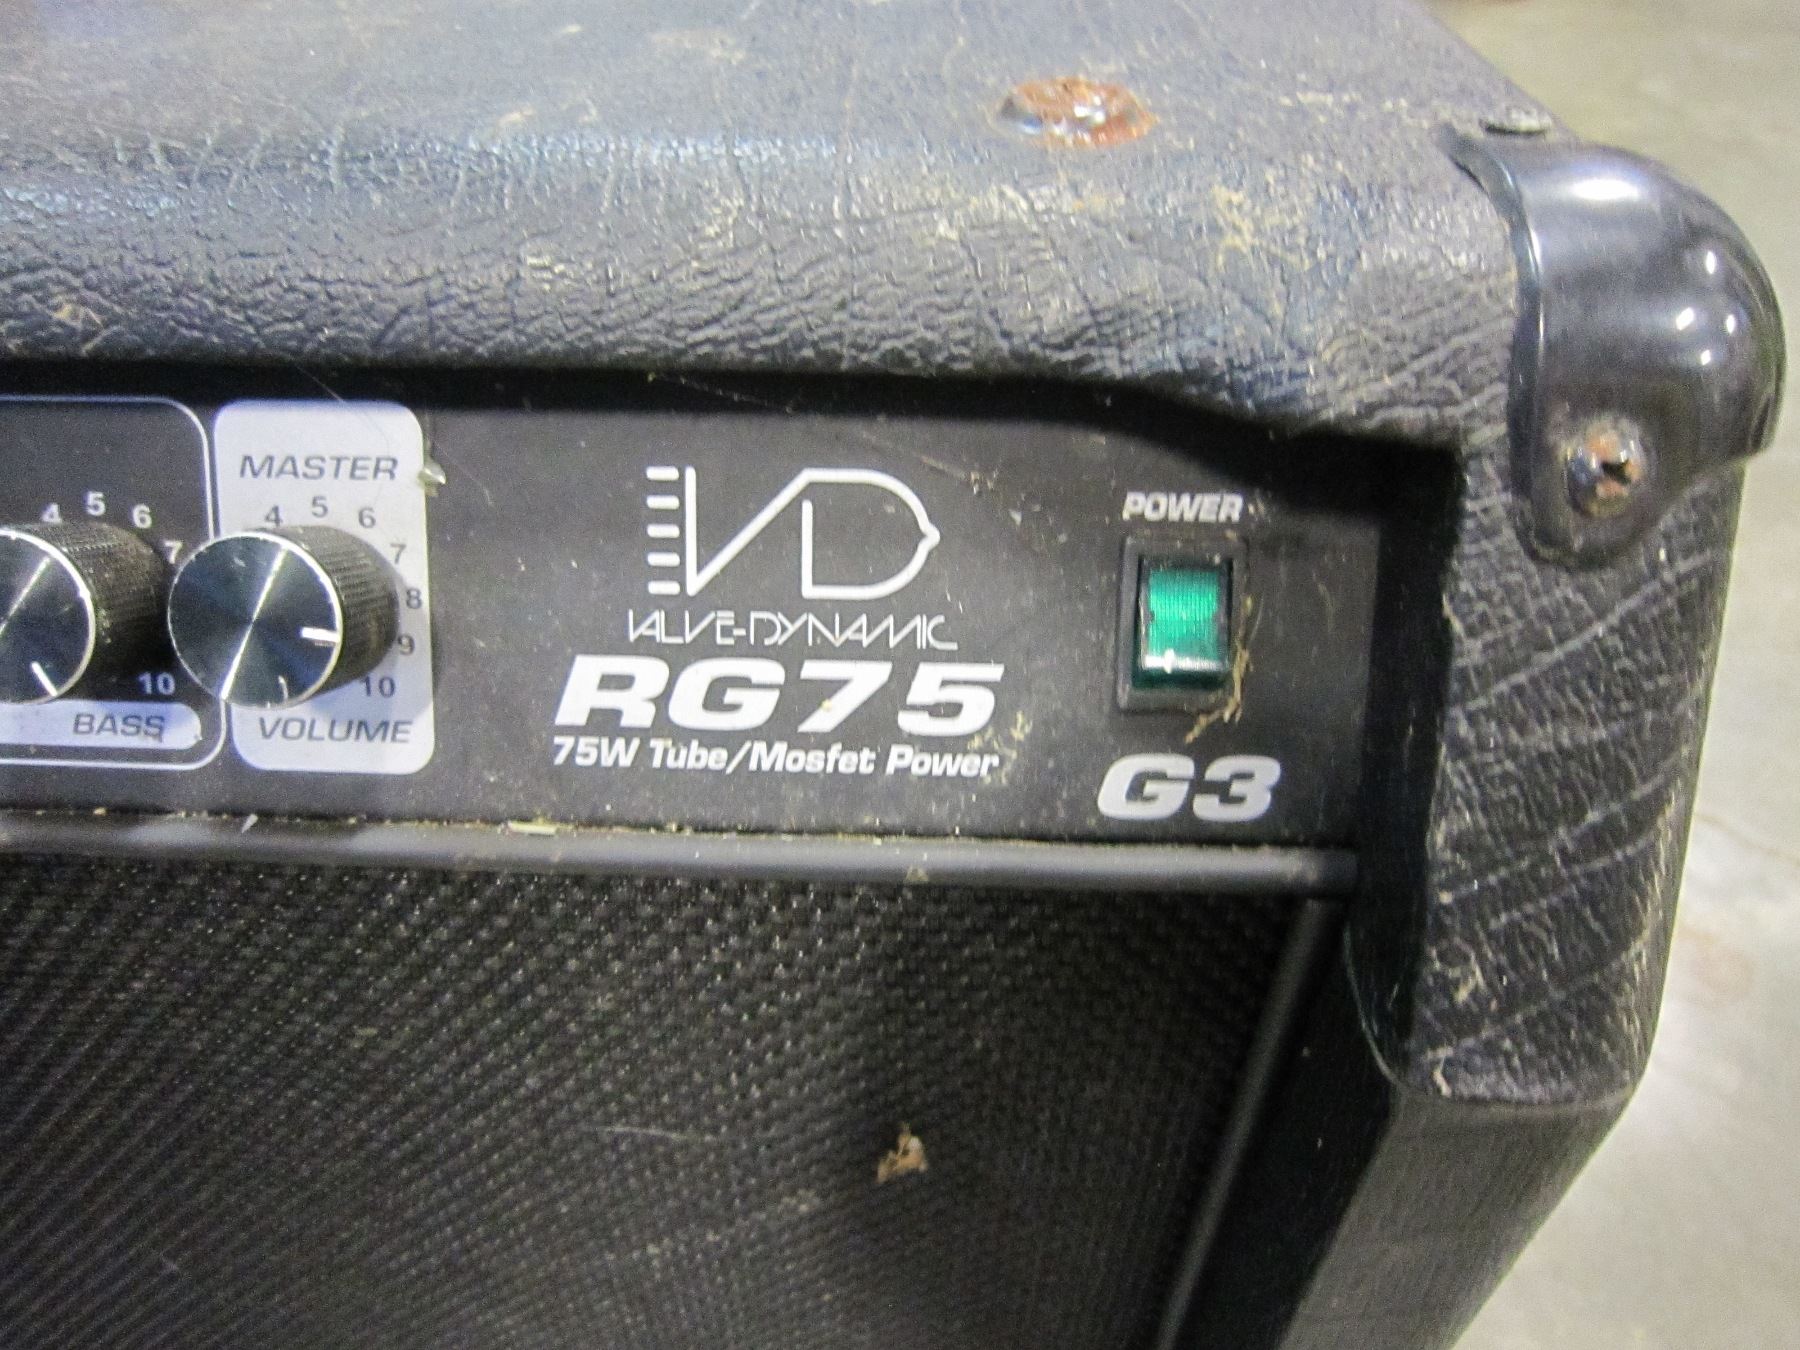 MASTER
4 5 6 7 8 9 10
VOLUME
4 5 6 7 10
BASS
VD
VALVE-DYNAMIC
RG75
75W Tube/Mosfet Power
POWER
G3